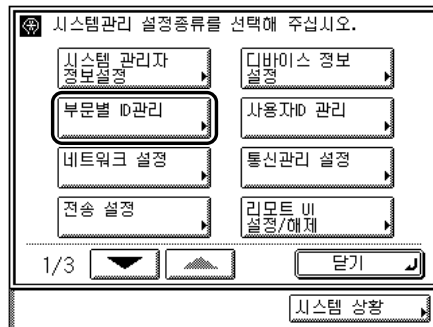 시스템관리 설정종류를 선택해 주십시오.
시스템 관리자
정보설정
디바이스 정보
설정
부문별 ID관리
사용자ID 관리
네트워크 설정
통신관리 설정
전송 설정
리모트 UI
설정/해제
1/3
닫기
시스템 상황